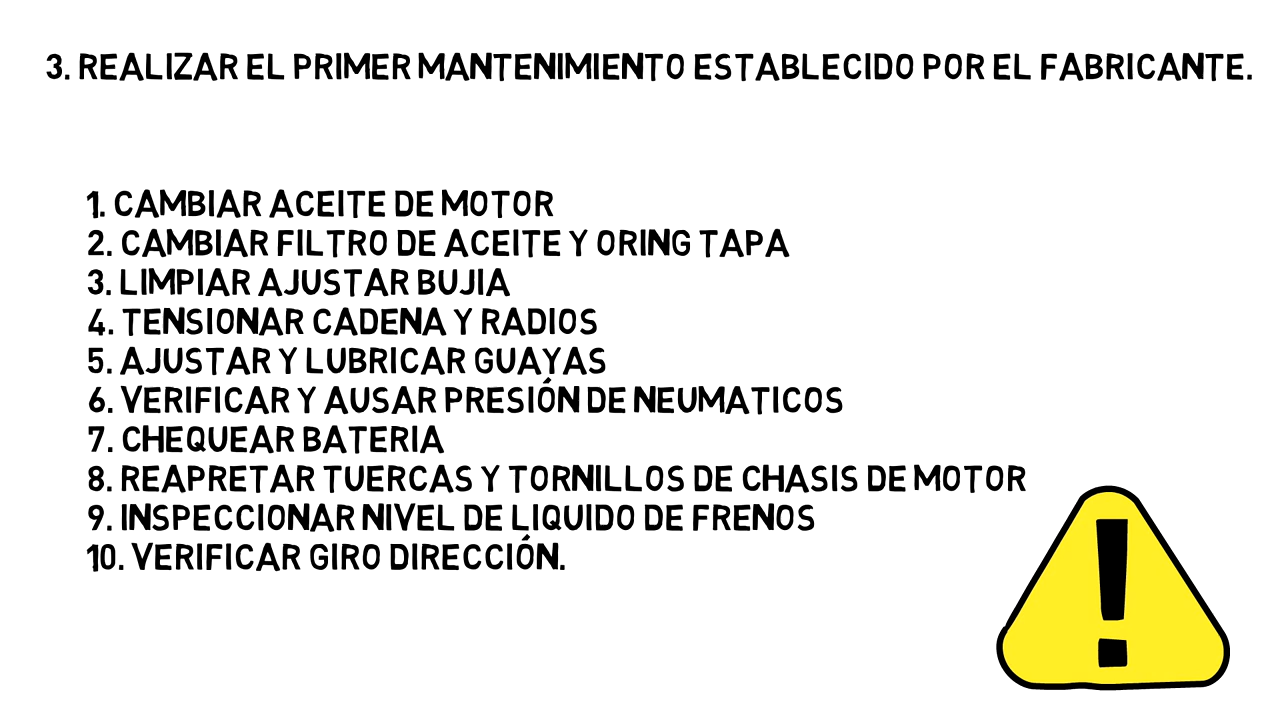 3. REALIZAR EL PRIMER MANTENIMIENTO ESTABLECIDO POR EL FABRICANTE.
1. CAMBIAR ACEITE DE MOTOR
2. CAMBIAR FILTRO DE ACEITE Y ORING TAPA
3. LIMPIAR AJUSTAR BUJIA
4. TENSIONAR CADENA Y RADIOS
5. AJUSTAR Y LUBRICAR GUAYAS
6. VERIFICAR Y AUSAR PRESIÓN DE NEUMATICOS
7. CHEQUEAR BATERIA
8. REAPRETAR TUERCAS Y TORNILLOS DE CHASIS DE MOTOR
9. INSPECCIONAR NIVEL DE LIQUIDO DE FRENOS
10. VERIFICAR GIRO DIRECCIÓN.